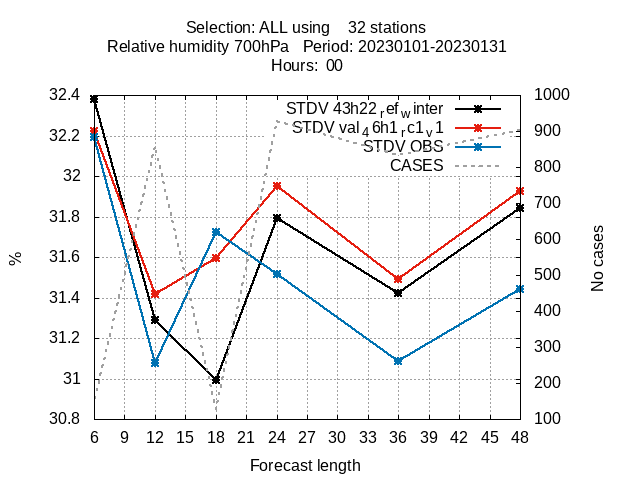 Selection: ALL using 32 stations
Relative humidity 700hPa Period: 20230101-20230131
Hours: 00
STDV 43h22_ref_winter
STDV val_46h1_rc1_v1
STDV OBS
CASES
32.4
32.2
32
31.8
31.6
31.4
31.2
31
30.8
%
1000
900
800
700
600
500
400
300
200
100
No cases
6 9 12 15 18 21 24 27 30 33 36 39 42 45 48
Forecast length